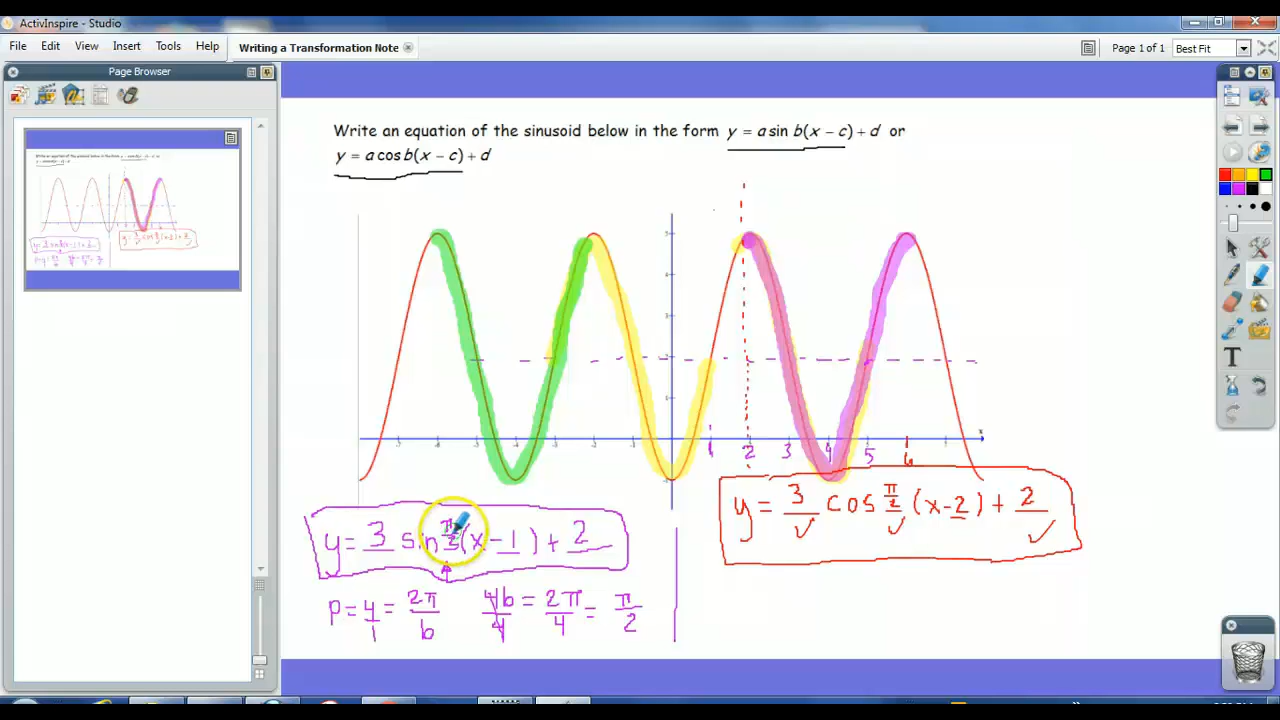 ActivInspire - Studio
File Edit View Insert Tools Help
Writing a Transformation Note
Page 1 of 1
Best Fit
Page Browser
Write an equation of the sinusoid below in the form y = a sin b(x − c) + d or
y = a cos b(x − c) + d
1 2 3 4 5 6
y = 3 cos π/2 (x - 2) + 2
y = 3 sin π/2 (x - 1) + 2
P = 4/1 = 2π/b 4b/4 = 2π/4 = π/2